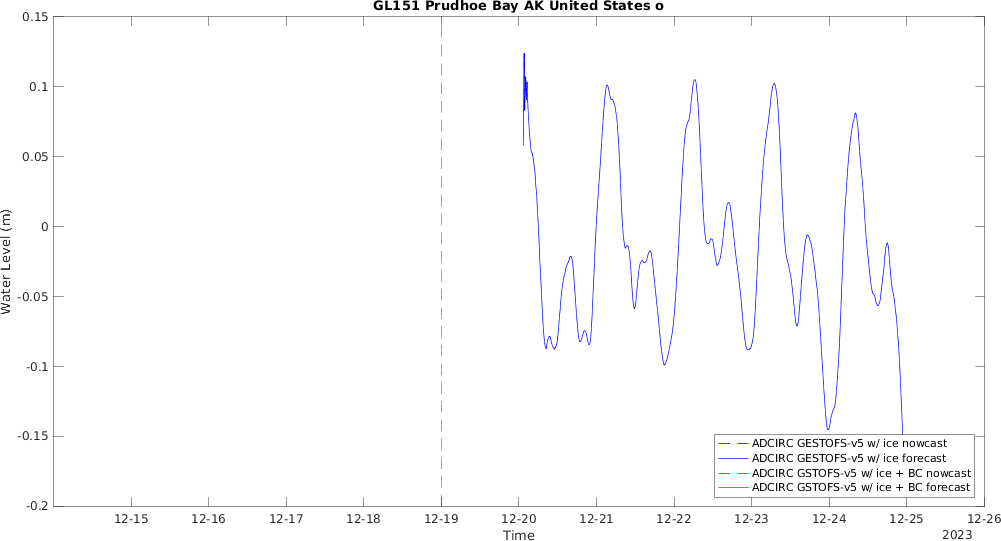 GL151 Prudhoe Bay AK United States o
0.15
0.1
0.05
0
-0.05
-0.1
-0.15
-0.2
Water Level (m)
ADCIRC GESTOFS-v5 w/ ice nowcast
ADCIRC GESTOFS-v5 w/ ice forecast
ADCIRC GSTOFS-v5 w/ ice + BC nowcast
ADCIRC GSTOFS-v5 w/ ice + BC forecast
12-15 12-16 12-17 12-18 12-19 12-20 12-21 12-22 12-23 12-24 12-25 12-26
Time
2023